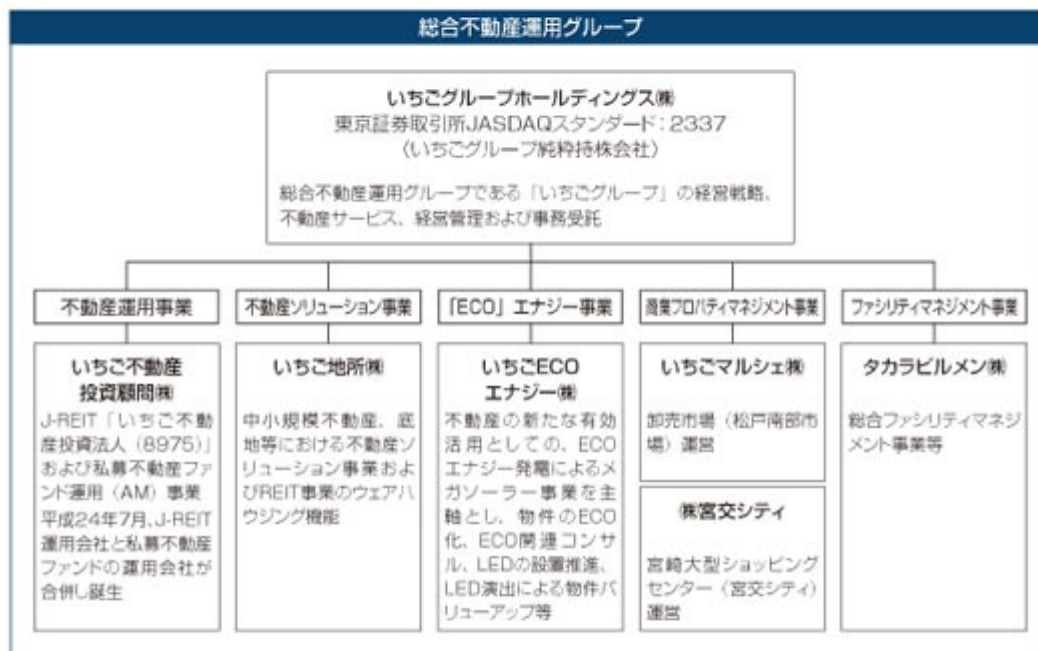 総合不動産運用グループ
いちごグループホールディングス㈱
東京証券取引所JASDAQスタンダード:2337
(いちごグループ純粋持株会社)
総合不動産運用グループである「いちごグループ」の経営戦略、
不動産サービス、経営管理および事務受託
不動産運用事業
いちご不動産
投資顧問㈱
J-REIT「いちご不動
産投資法人(8975)」
および私募不動産ファ
ンド運用(AM)事業
平成24年7月、J-REIT
運用会社と私募不動産
ファンドの運用会社が
合併し誕生
不動産ソリューション事業
いちご地所㈱
中小規模不動産、底
地等における不動産ソ
リューション事業およ
びREIT事業のウェアハ
ウジング機能
「ECO」エナジー事業
いちごECO
エナジー㈱
不動産の新たな有効
活用としての、ECO
エナジー発電によるメ
ガソーラー事業を主
軸とし、物件のECO
化、ECO関連コンサ
ル、LEDの設置推進、
LED演出による物件バ
リューアップ等
商業プロパティマネジメント事業
いちごマルシェ㈱
卸売市場(松戸南部市
場)運営
㈱宮交シティ
宮崎大型ショッピング
センター(宮交シティ)
運営
ファシリティマネジメント事業
タカラビルメン㈱
総合ファシリティマネジ
メント事業等